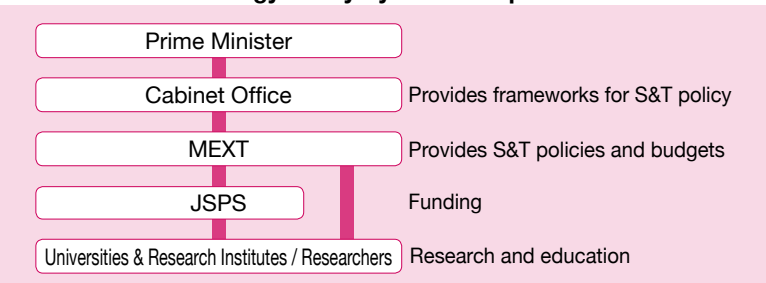 Prime Minister
Cabinet Office Provides frameworks for S&T policy
MEXT Provides S&T policies and budgets
JSPS Funding
Universities & Research Institutes / Researchers Research and education